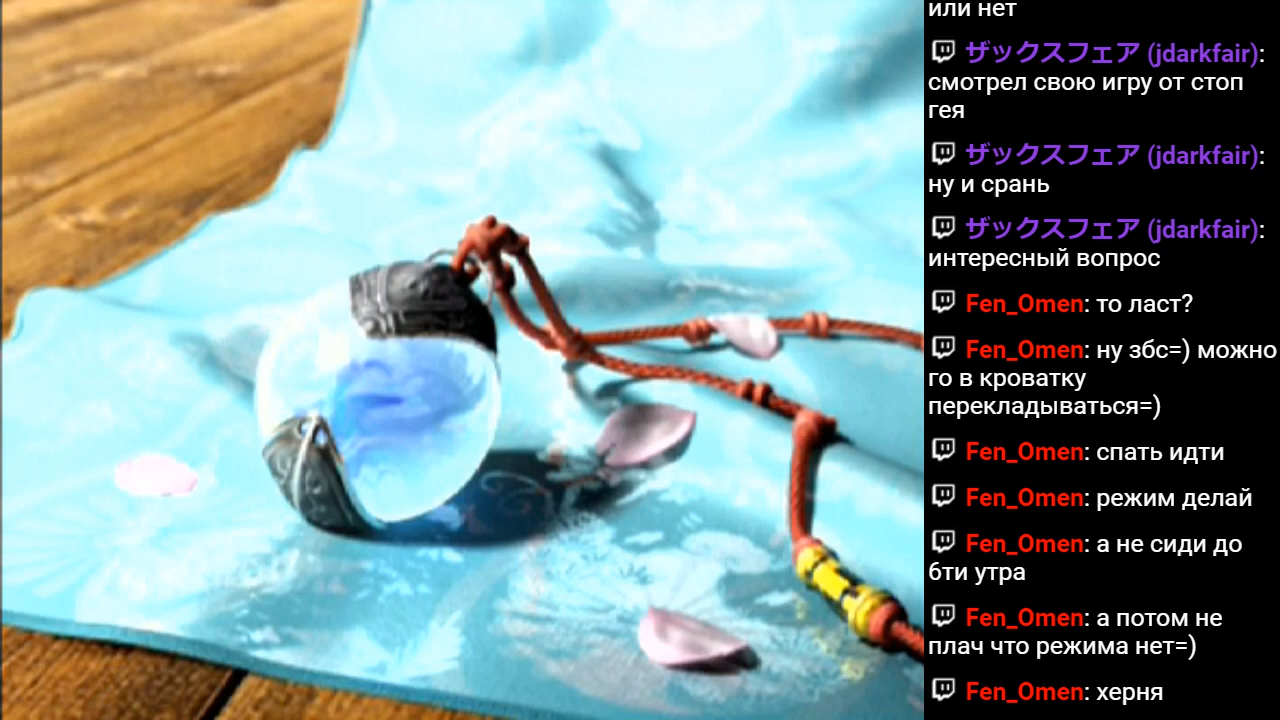 или нет
ザックスフェア (jdarkfair):
смотрел свою игру от стоп
гея
ザックスフェア (jdarkfair):
ну и срань
ザックスフェア (jdarkfair):
интересный вопрос
Fen_Omen: то ласт?
Fen_Omen: ну збс=) можно
го в кроватку
перекладываться=)
Fen_Omen: спать идти
Fen_Omen: режим делай
Fen_Omen: а не сиди до
6ти утра
Fen_Omen: а потом не
плач что режима нет=)
Fen_Omen: херня